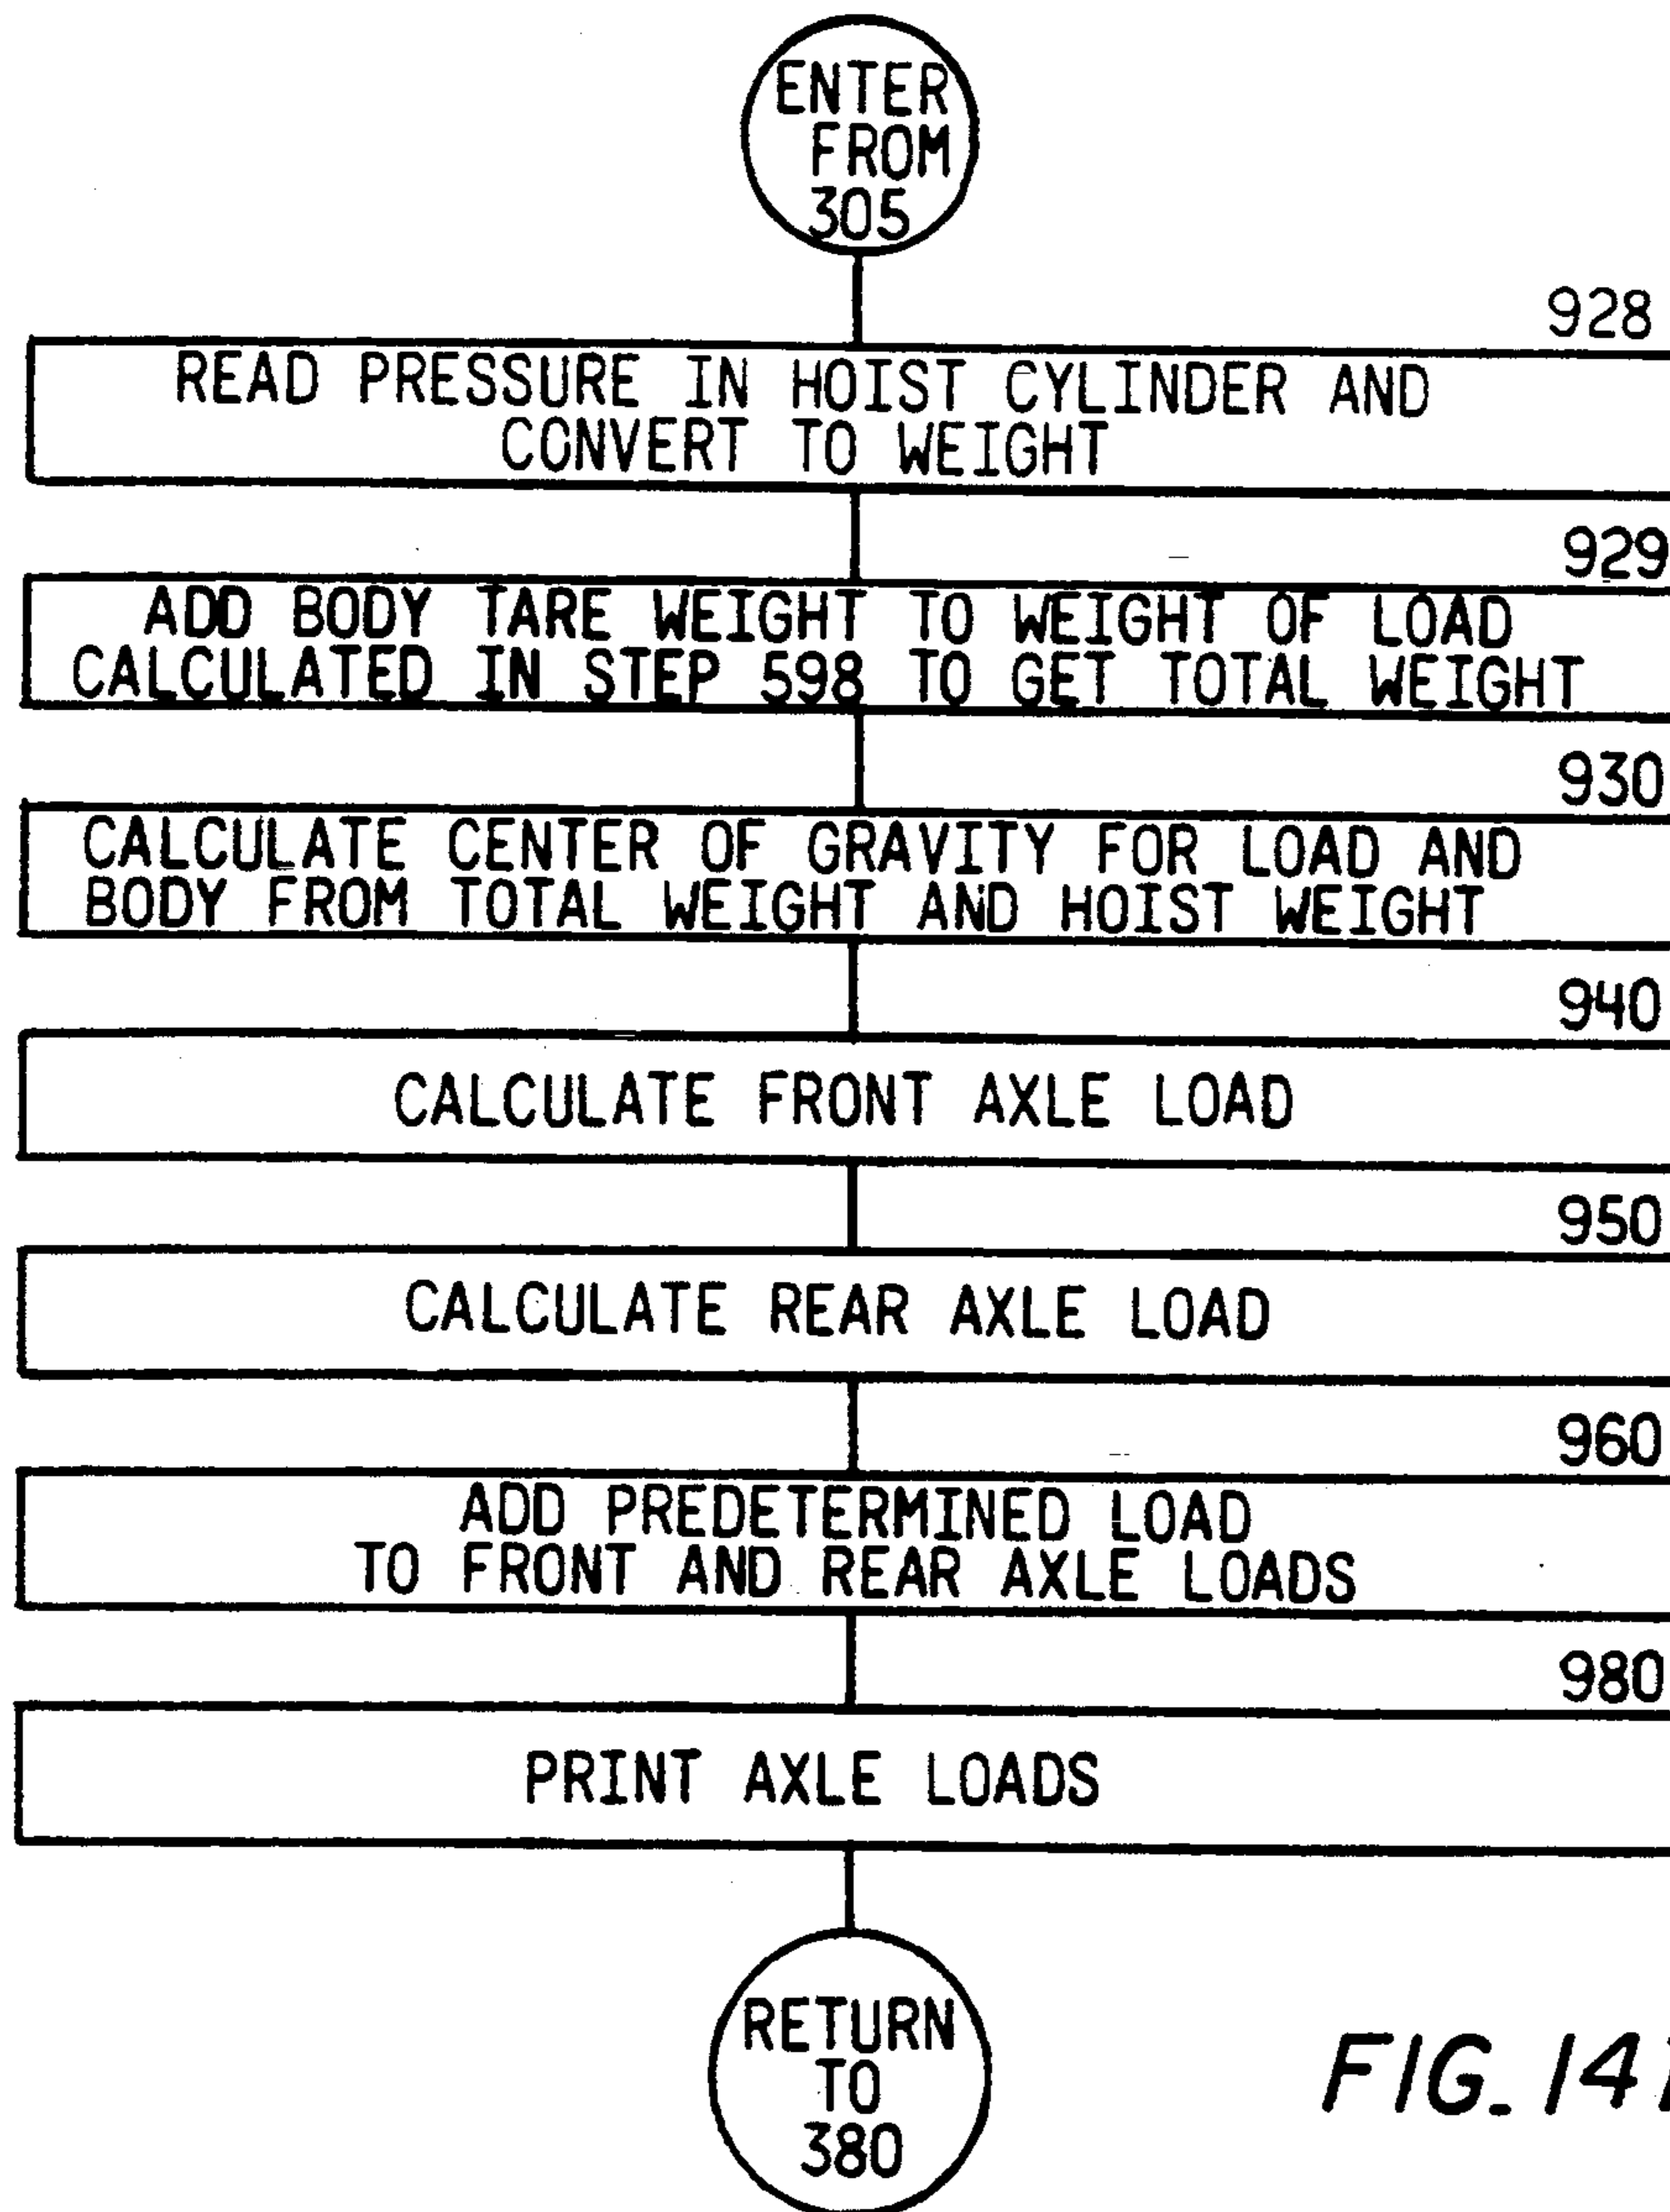 ENTER
FROM
305
928
READ PRESSURE IN HOIST CYLINDER AND
CONVERT TO WEIGHT
929
ADD BODY TARE WEIGHT TO WEIGHT OF LOAD
CALCULATED IN STEP 598 TO GET TOTAL WEIGHT
930
CALCULATE CENTER OF GRAVITY FOR LOAD AND
BODY FROM TOTAL WEIGHT AND HOIST WEIGHT
940
CALCULATE FRONT AXLE LOAD
950
CALCULATE REAR AXLE LOAD
960
ADD PREDETERMINED LOAD
TO FRONT AND REAR AXLE LOADS
980
PRINT AXLE LOADS
RETURN
TO
380
FIG.